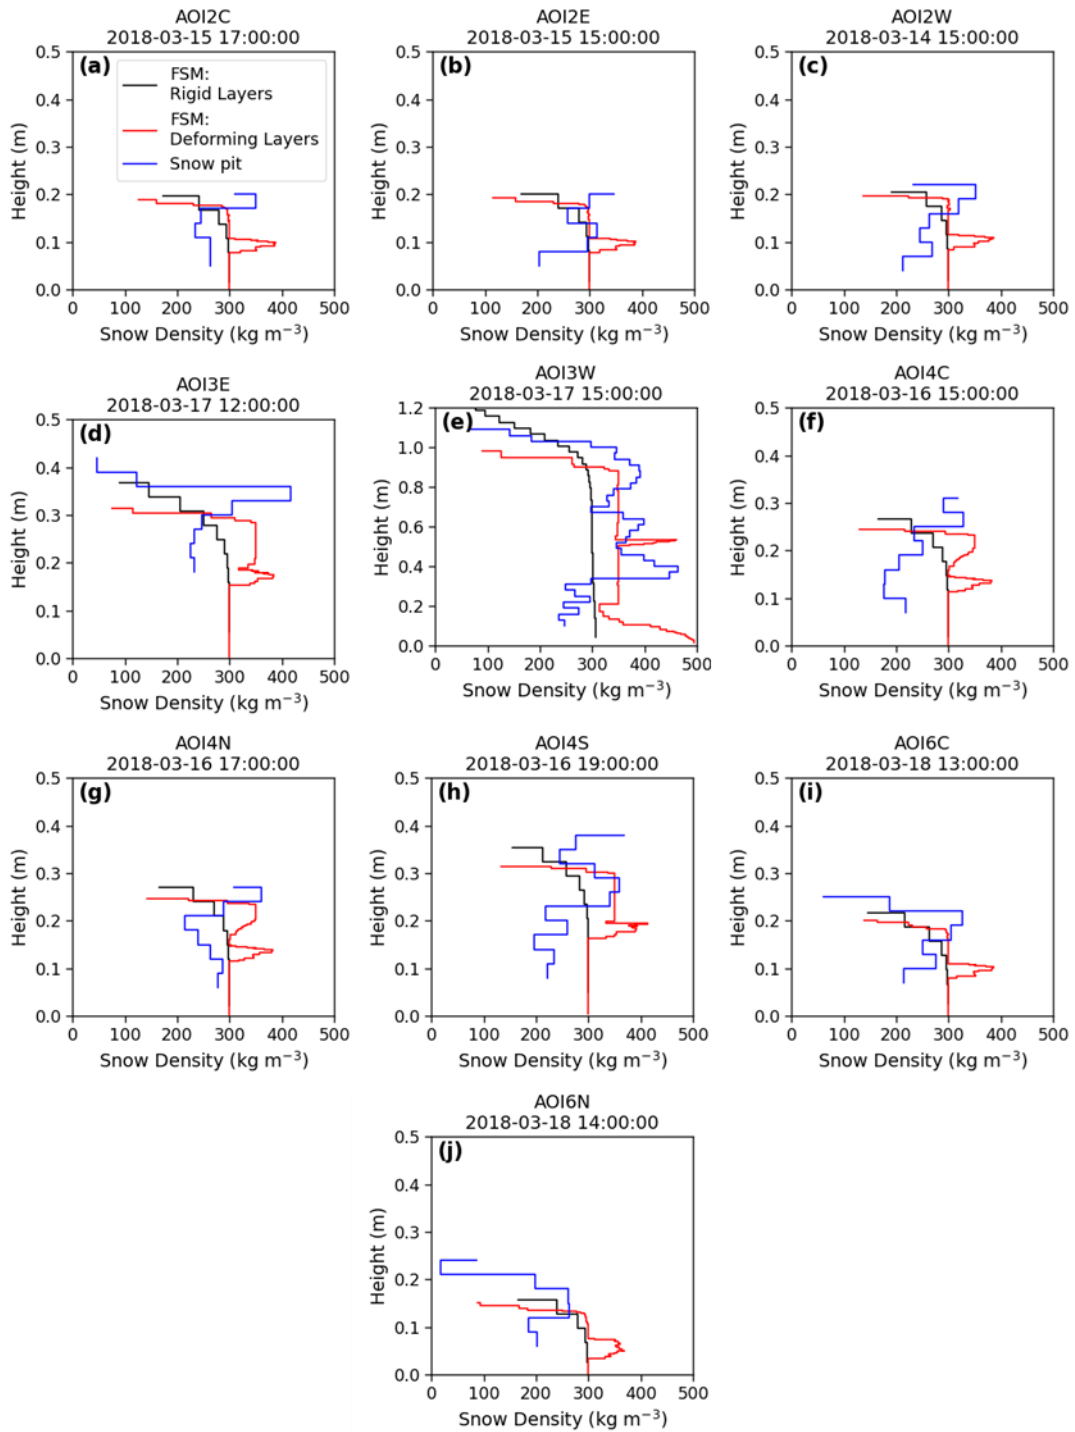 AOI2C
2018-03-15 17:00:00
(a)
FSM:
Rigid Layers
FSM:
Deforming Layers
Snow pit
0.5
0.4
0.3
0.2
0.1
0.0
Height (m)
0 100 200 300 400 500
Snow Density (kg m⁻³)
AOI2E
2018-03-15 15:00:00
(b)
0.5
0.4
0.3
0.2
0.1
0.0
Height (m)
0 100 200 300 400 500
Snow Density (kg m⁻³)
AOI2W
2018-03-14 15:00:00
(c)
0.5
0.4
0.3
0.2
0.1
0.0
Height (m)
0 100 200 300 400 500
Snow Density (kg m⁻³)
AOI3E
2018-03-17 12:00:00
(d)
0.5
0.4
0.3
0.2
0.1
0.0
Height (m)
0 100 200 300 400 500
Snow Density (kg m⁻³)
AOI3W
2018-03-17 15:00:00
(e)
1.2
1.0
0.8
0.6
0.4
0.2
0.0
Height (m)
0 100 200 300 400 500
Snow Density (kg m⁻³)
AOI4C
2018-03-16 15:00:00
(f)
0.5
0.4
0.3
0.2
0.1
0.0
Height (m)
0 100 200 300 400 500
Snow Density (kg m⁻³)
AOI4N
2018-03-16 17:00:00
(g)
0.5
0.4
0.3
0.2
0.1
0.0
Height (m)
0 100 200 300 400 500
Snow Density (kg m⁻³)
AOI4S
2018-03-16 19:00:00
(h)
0.5
0.4
0.3
0.2
0.1
0.0
Height (m)
0 100 200 300 400 500
Snow Density (kg m⁻³)
AOI6C
2018-03-18 13:00:00
(i)
0.5
0.4
0.3
0.2
0.1
0.0
Height (m)
0 100 200 300 400 500
Snow Density (kg m⁻³)
AOI6N
2018-03-18 14:00:00
(j)
0.5
0.4
0.3
0.2
0.1
0.0
Height (m)
0 100 200 300 400 500
Snow Density (kg m⁻³)